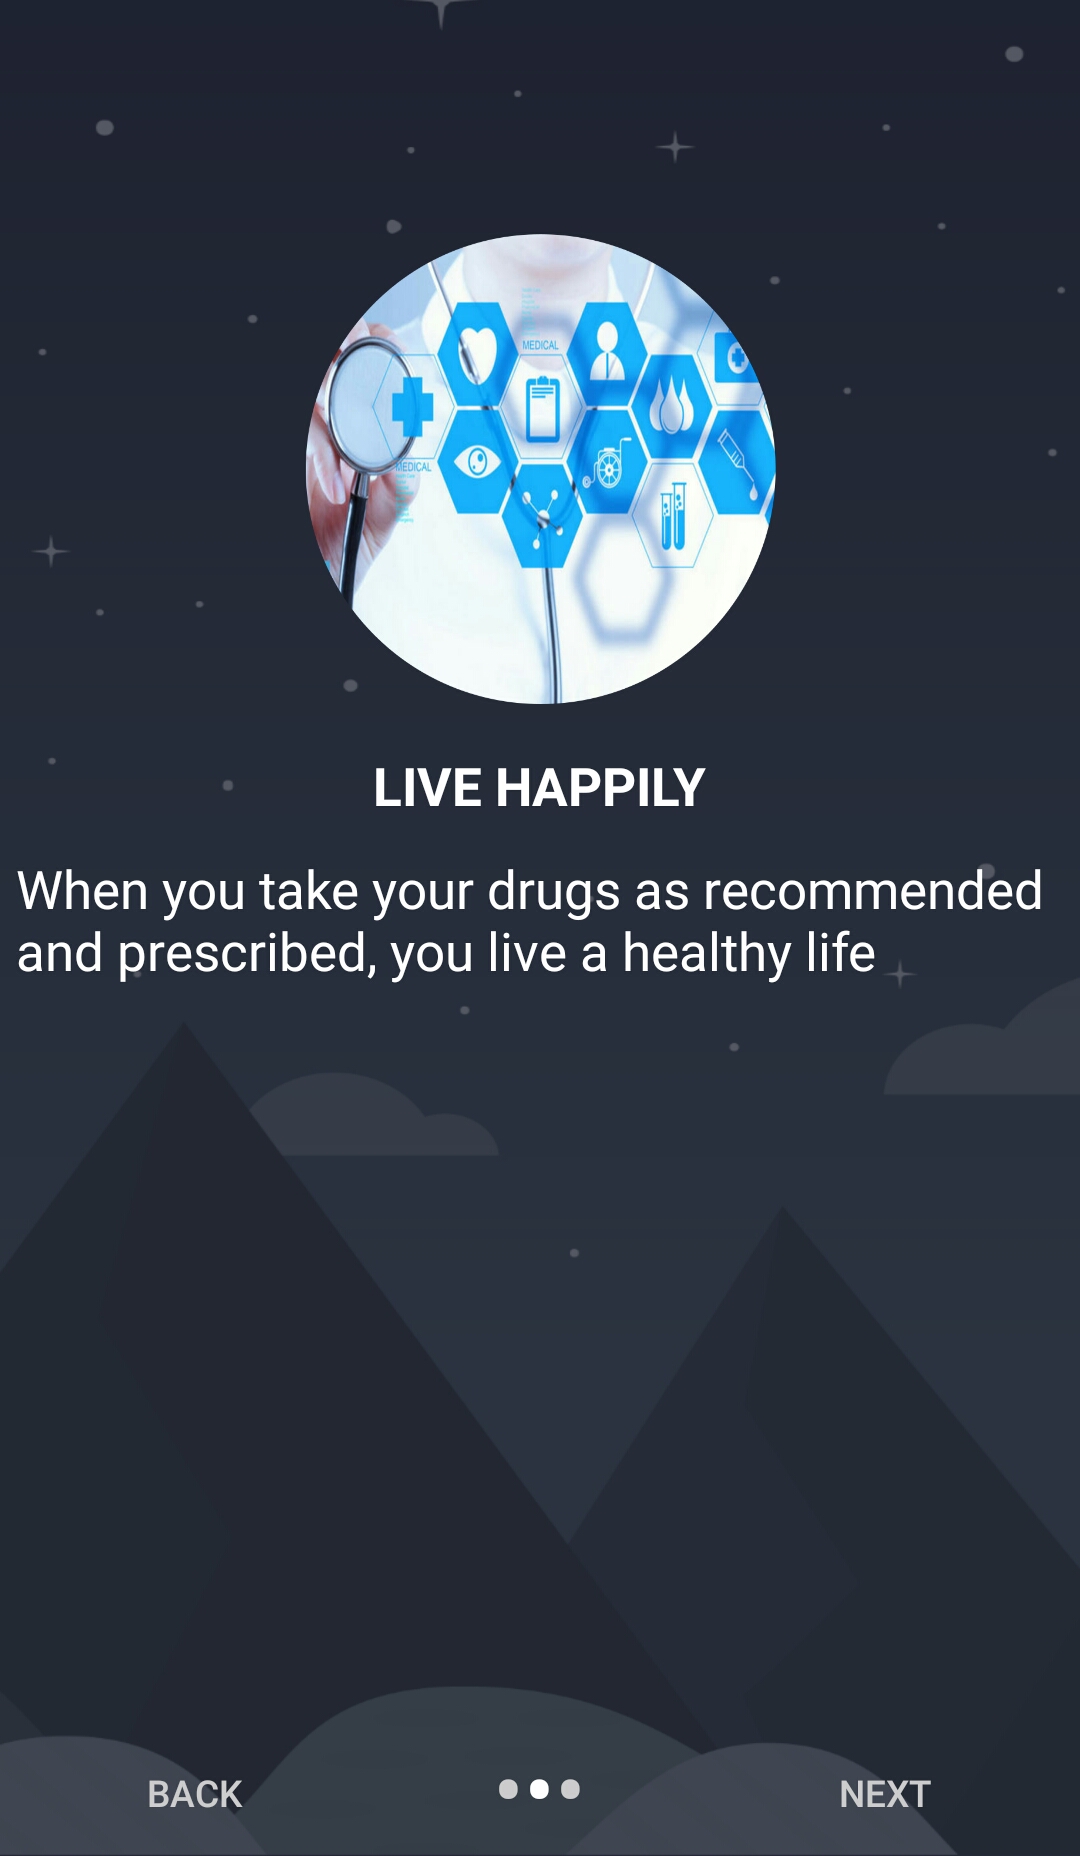 MEDICAL
MEDICAL
LIVE HAPPILY
When you take your drugs as recommended
and prescribed, you live a healthy life
BACK
NEXT